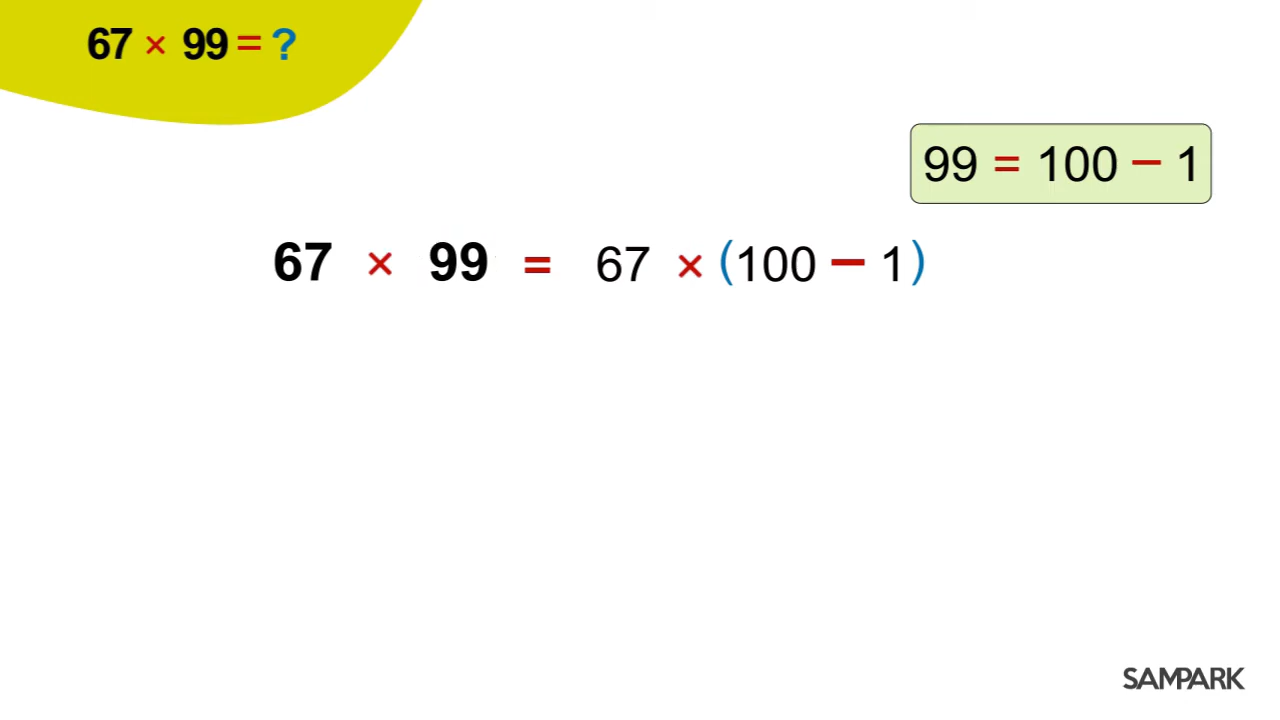 67 × 99 = ?
99 = 100 − 1
67 × 99 = 67 × (100 − 1)
SAMPARK